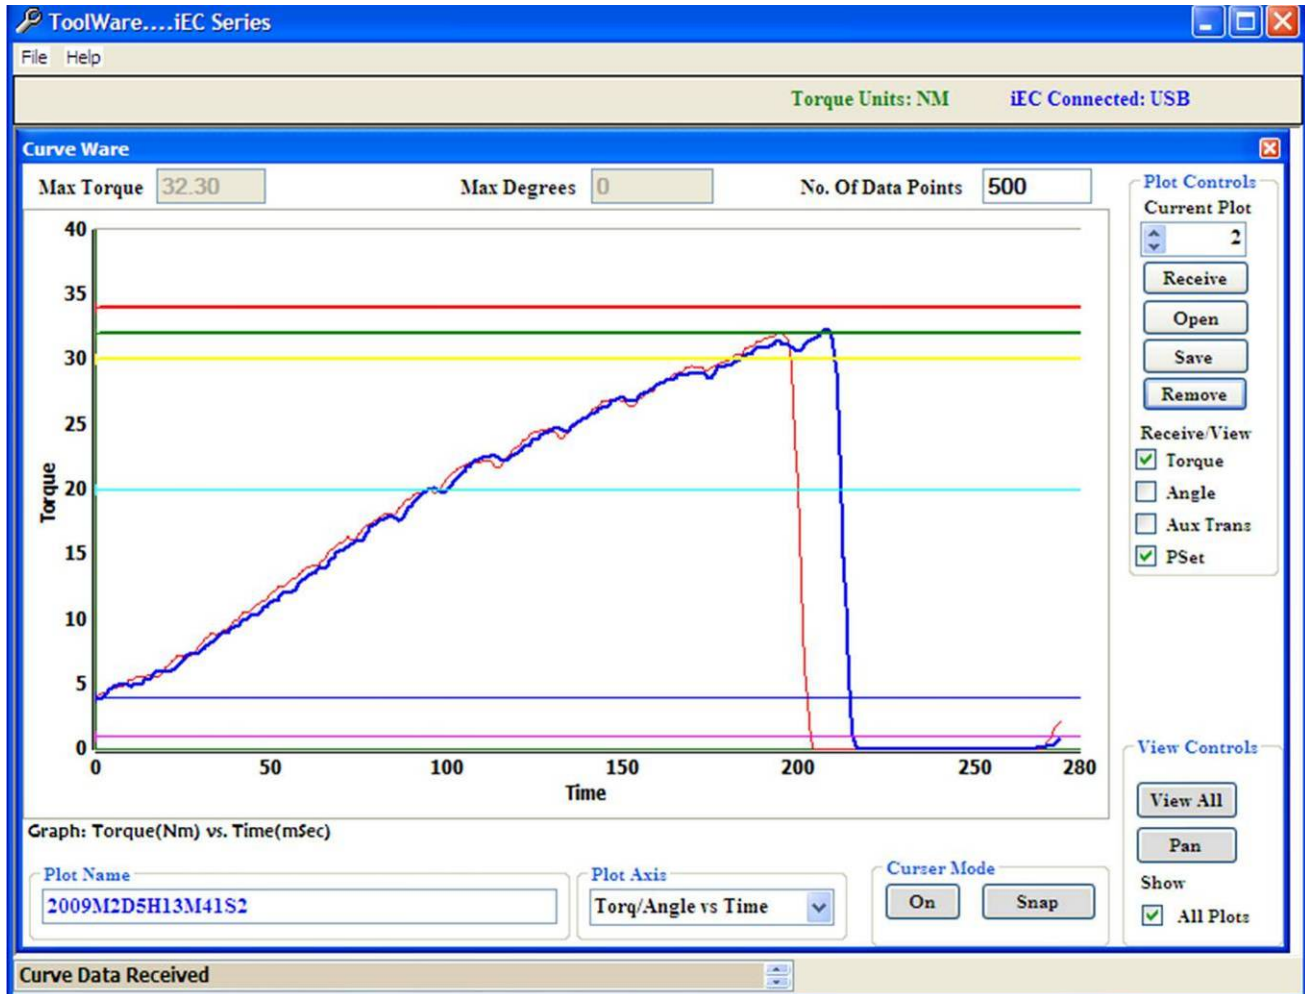 ToolWare....iEC Series
File Help
Torque Units: NM iEC Connected: USB
Curve Ware
Max Torque 32.30 Max Degrees 0 No. Of Data Points 500
Plot Controls
Current Plot
2
Receive
Open
Save
Remove
Receive/View
Torque
Angle
Aux Trans
PSet
40
35
30
25
20
15
10
5
0
Torque
0 50 100 150 200 250 280
Time
Graph: Torque(Nm) vs. Time(mSec)
View Controls
View All
Pan
Show
All Plots
Plot Name
2009M2D5H13M41S2
Plot Axis
Torq/Angle vs Time
Curser Mode
On Snap
Curve Data Received